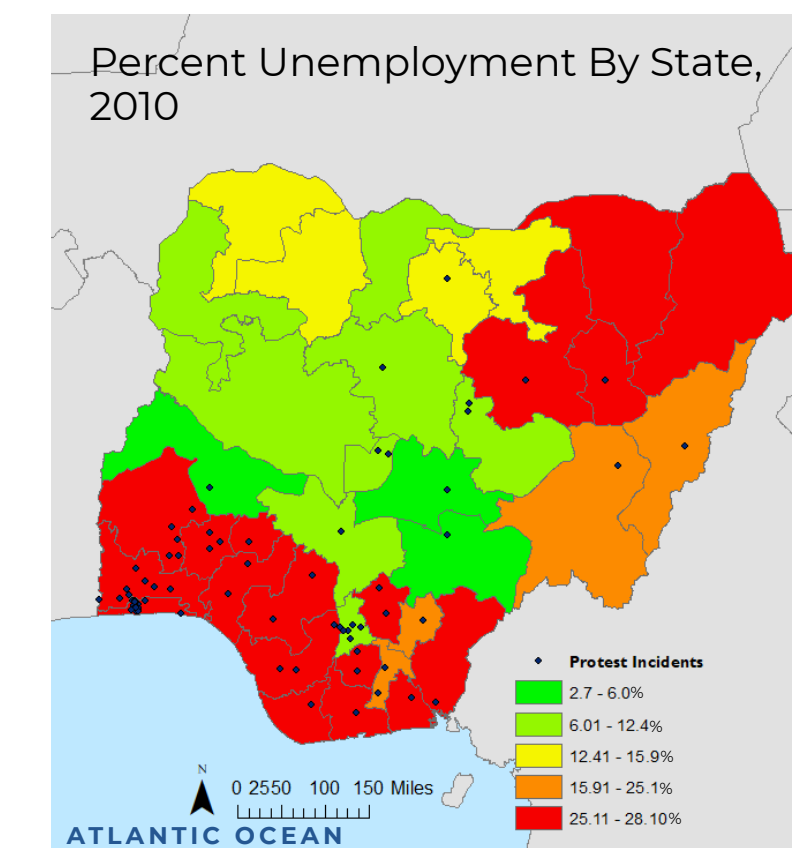 Percent Unemployment By State,
2010
Protest Incidents
2.7 - 6.0%
6.01 - 12.4%
12.41 - 15.9%
15.91 - 25.1%
25.11 - 28.10%
N
0 2550 100 150 Miles
ATLANTIC OCEAN